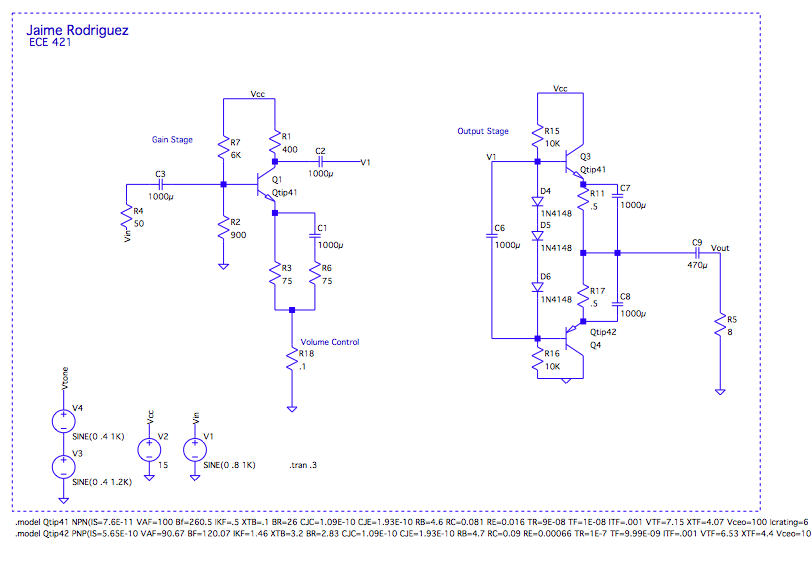 Jaime Rodriguez
ECE 421
Vcc
Gain Stage
R7
6K
R1
400
C2
1000µ
V1
C3
1000µ
Q1
Qtip41
R4
50
Vin
R2
900
C1
1000µ
R3
75
R6
75
Volume Control
R18
.1
Vcc
Output Stage
R15
10K
V1
Q3
Qtip41
D4
1N4148
R11
.5
C7
1000µ
D5
1N4148
C6
1000µ
C9
470µ
Vout
D6
1N4148
R17
.5
C8
1000µ
Qtip42
Q4
R16
10K
R5
8
Vtone
V4
SINE(0 .4 1K)
V3
SINE(0 .4 1.2K)
Vcc
V2
15
Vin
V1
SINE(0 .8 1K)
.tran .3
.model Qtip41 NPN(IS=7.6E-11 VAF=100 Bf=260.5 IKF=.5 XTB=.1 BR=26 CJC=1.09E-10 CJE=1.93E-10 RB=4.6 RC=0.081 RE=0.016 TR=9E-08 TF=1E-08 ITF=.001 VTF=7.15 XTF=4.07 Vceo=100 Icrating=6
.model Qtip42 PNP(IS=5.65E-10 VAF=90.67 BF=120.07 IKF=1.46 XTB=3.2 BR=2.83 CJC=1.09E-10 CJE=1.93E-10 RB=4.7 RC=0.09 RE=0.00066 TR=1E-7 TF=9.99E-09 ITF=.001 VTF=6.53 XTF=4.4 Vceo=10